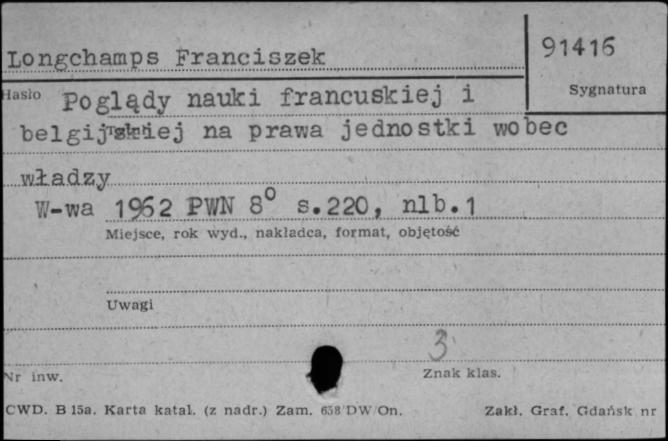 Longchamps Franciszek
91416
Hasło Poglądy nauki francuskiej i
Sygnatura
belgijskiej na prawa jednostki wobec
władzy
W-wa 1962 PWN 8° s.220, nlb.1
Miejsce, rok wyd., nakładca, format, objętość
Uwagi
3
Nr inw.
Znak klas.
CWD. B 15a. Karta katal. (z nadr.) Zam. 658 DW/On.
Zakł. Graf. Gdańsk nr